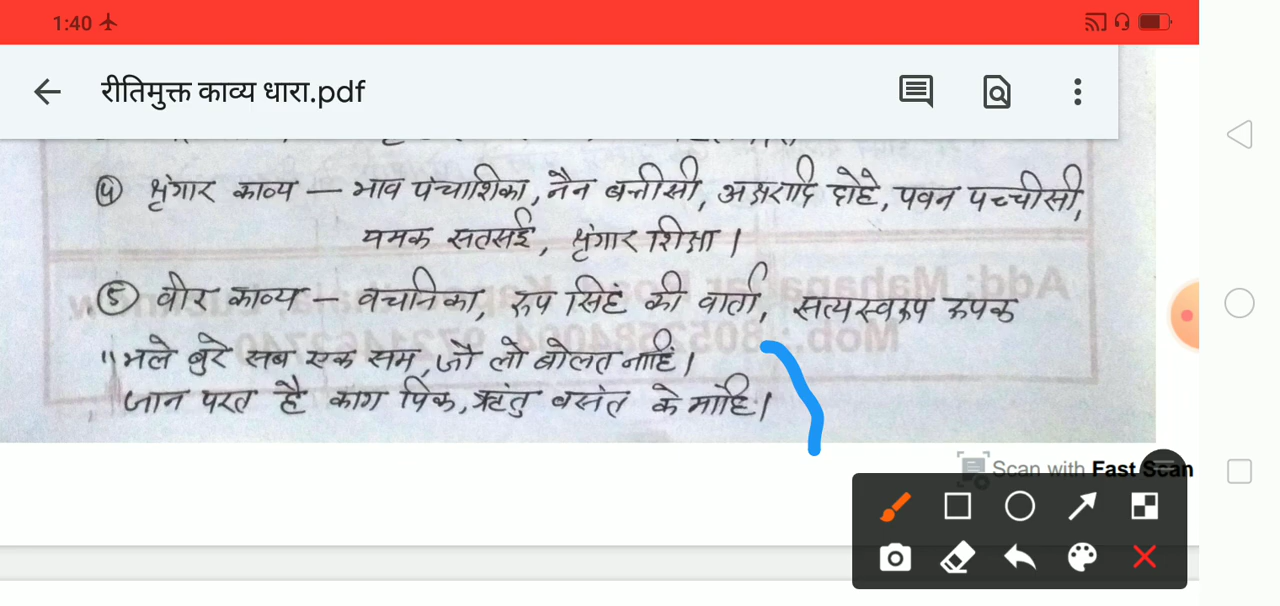 1:40
रीतिमुक्त काव्य धारा.pdf
④ श्रृंगार काव्य – भाव पंचाशिका, नैन बत्तीसी, अक्षरादि दोहे, पवन पच्चीसी,
यमक सतसई, श्रृंगार शिक्षा।
⑤ वीर काव्य – वचनिका, रूप सिहं की वार्ता, सत्यस्वरूप रूपक
"भले बुरे सब एक सम, जौ लो बोलत नाहिं।
जान परत है काग पिक, ऋतु वसंत के माहि।
Scan with Fast Scan